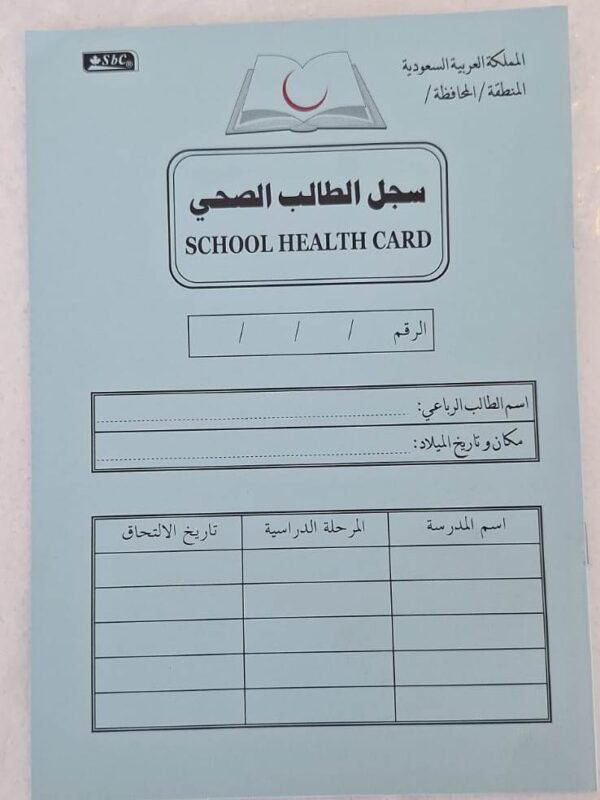 SbC®
المملكة العربية السعودية
المنطقة / المحافظة /
سجل الطالب الصحي
SCHOOL HEALTH CARD
الرقم / / /
اسم الطالب الرباعي:
مكان و تاريخ الميلاد:
اسم المدرسة المرحلة الدراسية تاريخ الالتحاق